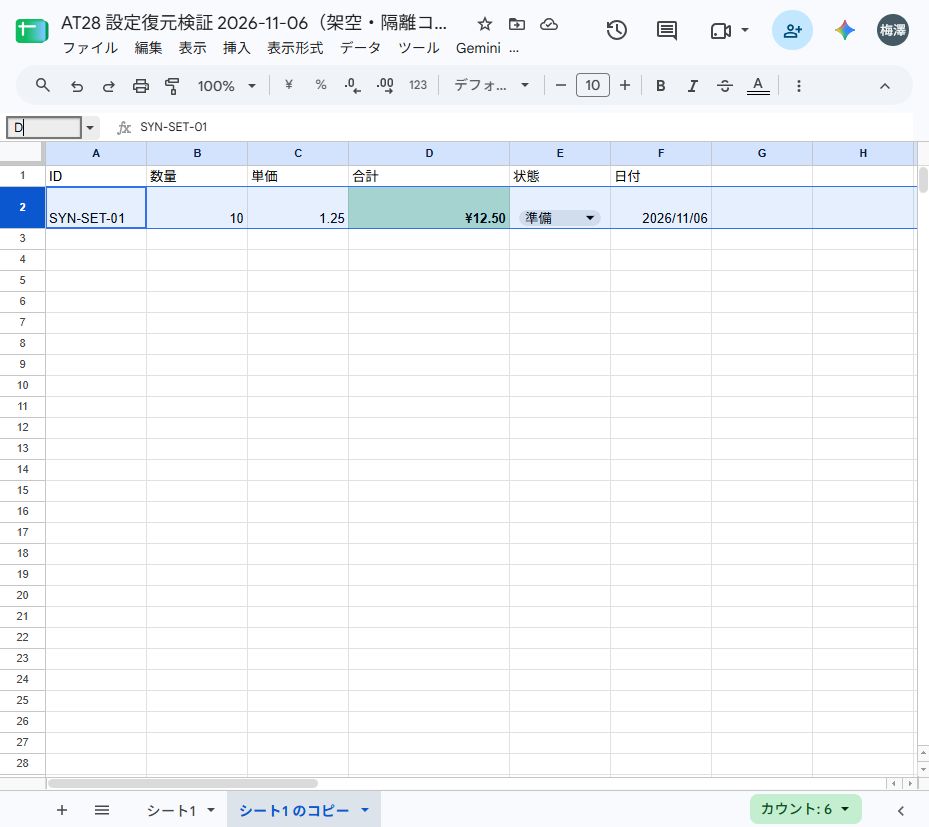 AT28 設定復元検証 2026-11-06（架空・隔離コ...
ファイル 編集 表示 挿入 表示形式 データ ツール Gemini ...
100% ¥ % .0 .00 123 デフォ... 10 B I A
D fx SYN-SET-01
A B C D E F G H
1 ID 数量 単価 合計 状態 日付
2 SYN-SET-01 10 1.25 ¥12.50 準備 2026/11/06
3
4
5
6
7
8
9
10
11
12
13
14
15
16
17
18
19
20
21
22
23
24
25
26
27
28
シート1 シート1 のコピー カウント: 6
梅澤